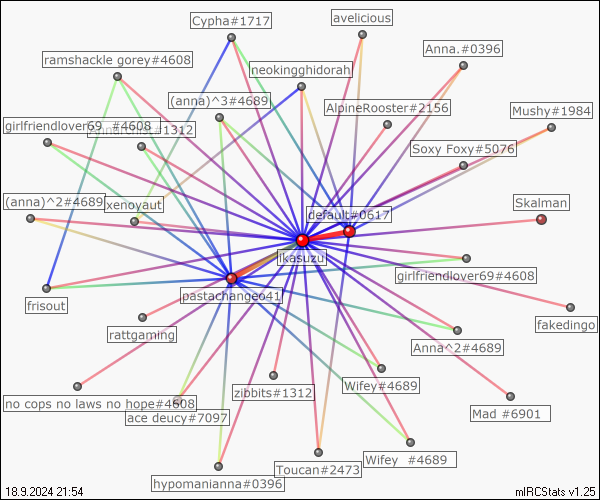 Cypha#1717
avelicious
Anna.#0396
ramshackle gorey#4608
neokingghidorah
(anna)^3#4689
AlpineRooster#2156
Mushy#1984
girlfriendlover69_#4608
#1312
Soxy Foxy#5076
(anna)^2#4689
xenoyaut
default#0617
Skalman
ikasuzu
girlfriendlover69#4608
pastachangeo41
frisout
fakedingo
rattgaming
Anna^2#4689
Wifey#4689
zibbits#1312
no cops no laws no hope#4608
ace deucy#7097
Mad #6901
Wifey #4689
Toucan#2473
hypomanianna#0396
18.9.2024 21:54
mIRCStats v1.25